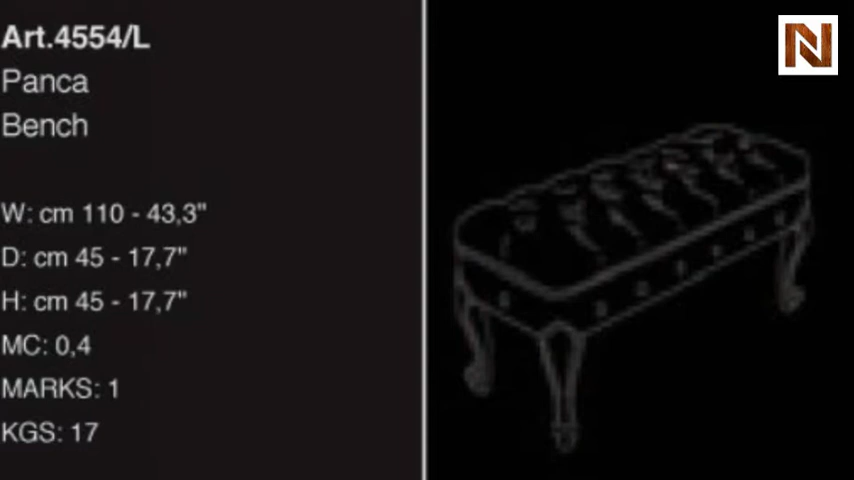 Art.4554/L
Panca
Bench
W: cm 110 - 43,3"
D: cm 45 - 17,7"
H: cm 45 - 17,7"
MC: 0,4
MARKS: 1
KGS: 17
N